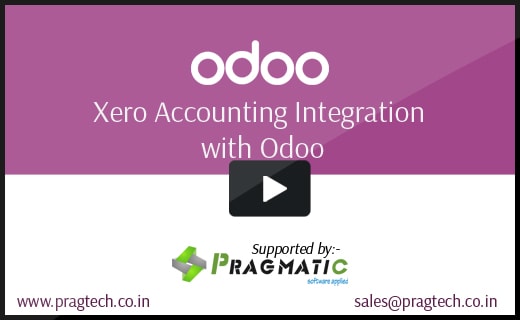 odoo
Xero Accounting Integration
with Odoo
Supported by:-
PRAGMATIC
software applied
www.pragtech.co.in
sales@pragtech.co.in